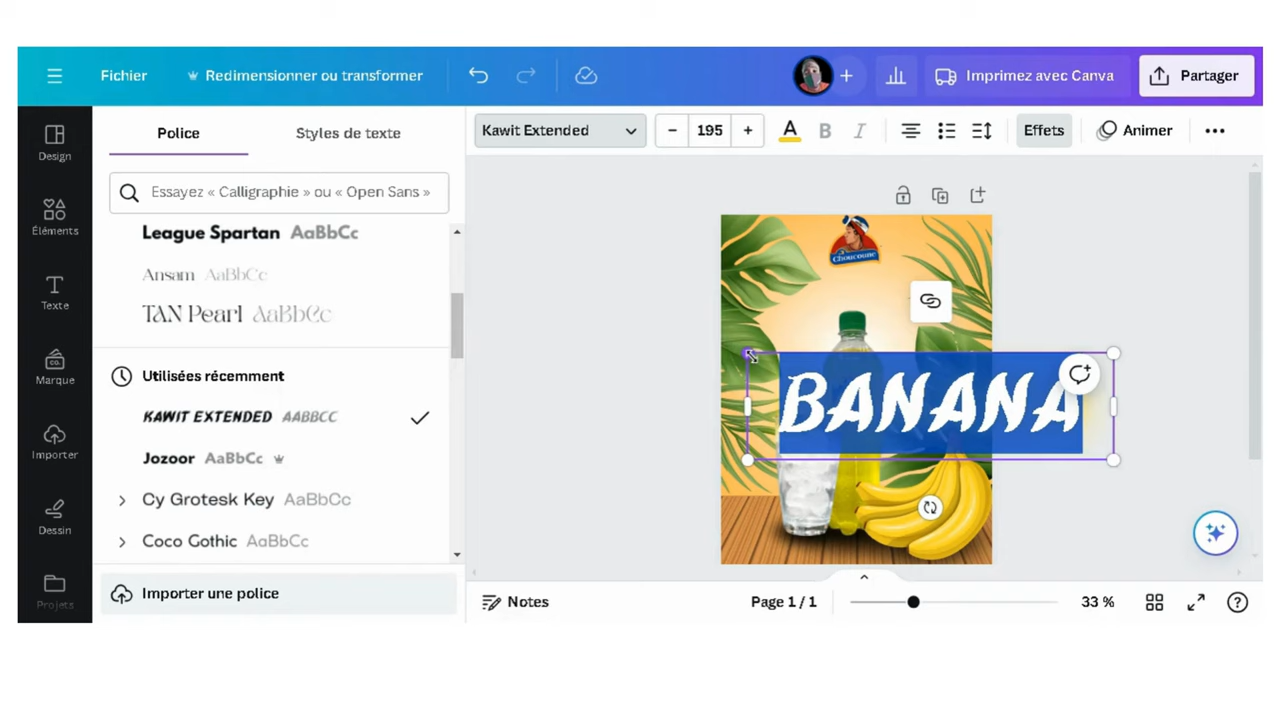 Fichier Redimensionner ou transformer Imprimez avec Canva Partager
Police Styles de texte Kawit Extended 195 A B I Effets Animer
Design
Essayez « Calligraphie » ou « Open Sans »
Éléments
League Spartan AaBbCc
Ansam AaBbCc
TAN Pearl AaBbCc
Choucoune
Texte
Utilisées récemment
Marque
KAWIT EXTENDED AABBCC
BANANA
Importer
Jozoor AaBbCc
Cy Grotesk Key AaBbCc
Dessin
Coco Gothic AaBbCc
Importer une police
Projets
Notes Page 1 / 1 33 %